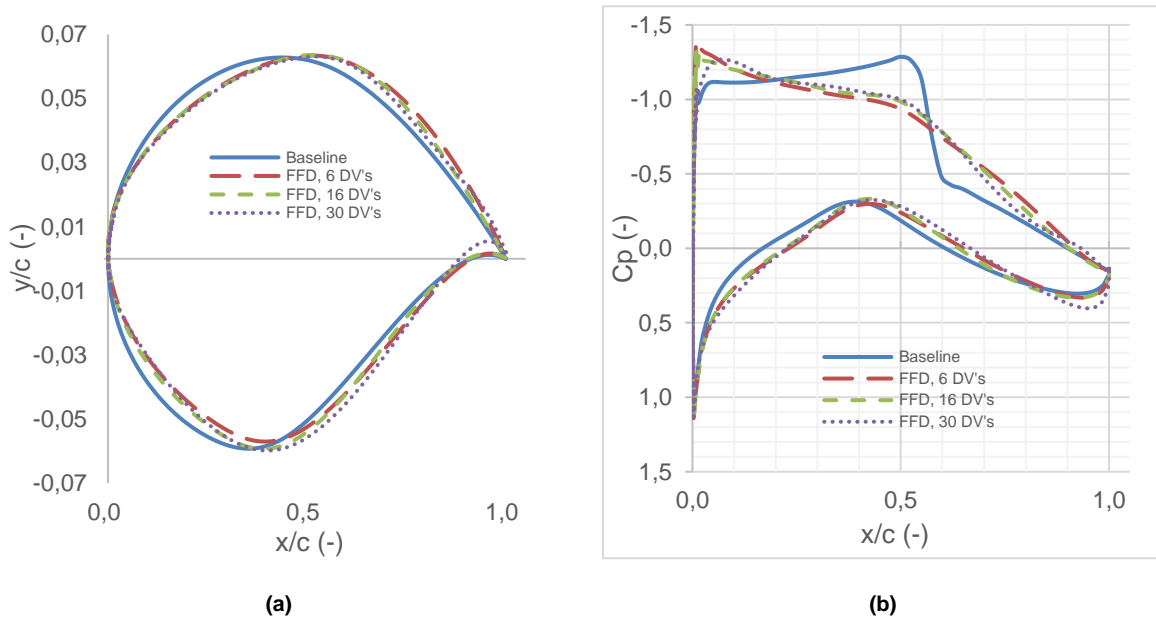 0,07
0,05
0,03
0,01
-0,01
-0,03
-0,05
-0,07
y/c (-)
Baseline
FFD, 6 DV's
FFD, 16 DV's
FFD, 30 DV's
0,0
0,5
1,0
x/c (-)
(a)
-1,5
-1,0
-0,5
0,0
0,5
1,0
1,5
Cp (-)
Baseline
FFD, 6 DV's
FFD, 16 DV's
FFD, 30 DV's
0,0
0,5
1,0
x/c (-)
(b)